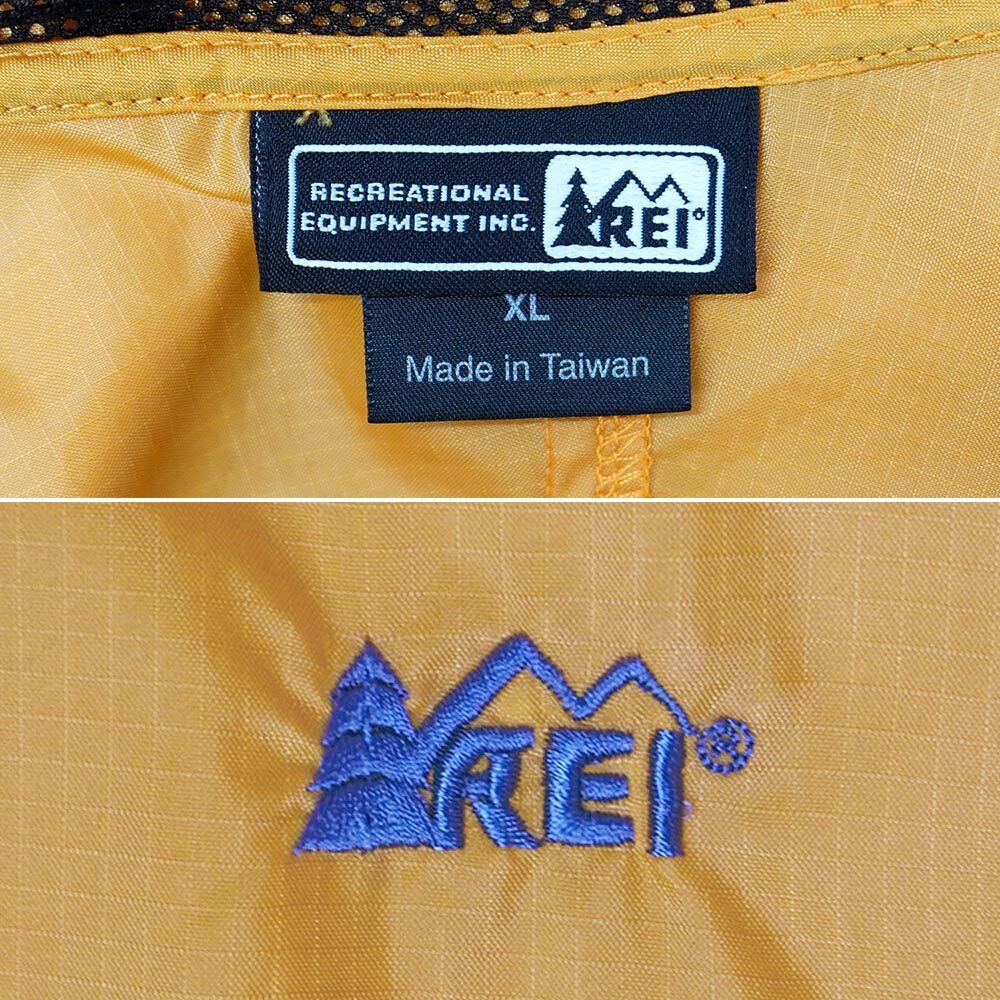 RECREATIONAL
EQUIPMENT INC.
REI®
XL
Made in Taiwan
REI®